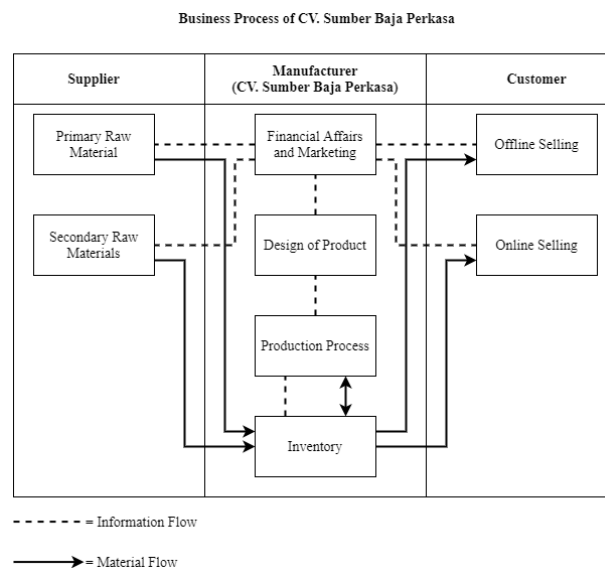 Business Process of CV. Sumber Baja Perkasa
Supplier
Manufacturer
(CV. Sumber Baja Perkasa)
Customer
Primary Raw
Material
Financial Affairs
and Marketing
Offline Selling
Secondary Raw
Materials
Design of Product
Online Selling
Production Process
Inventory
= Information Flow
= Material Flow